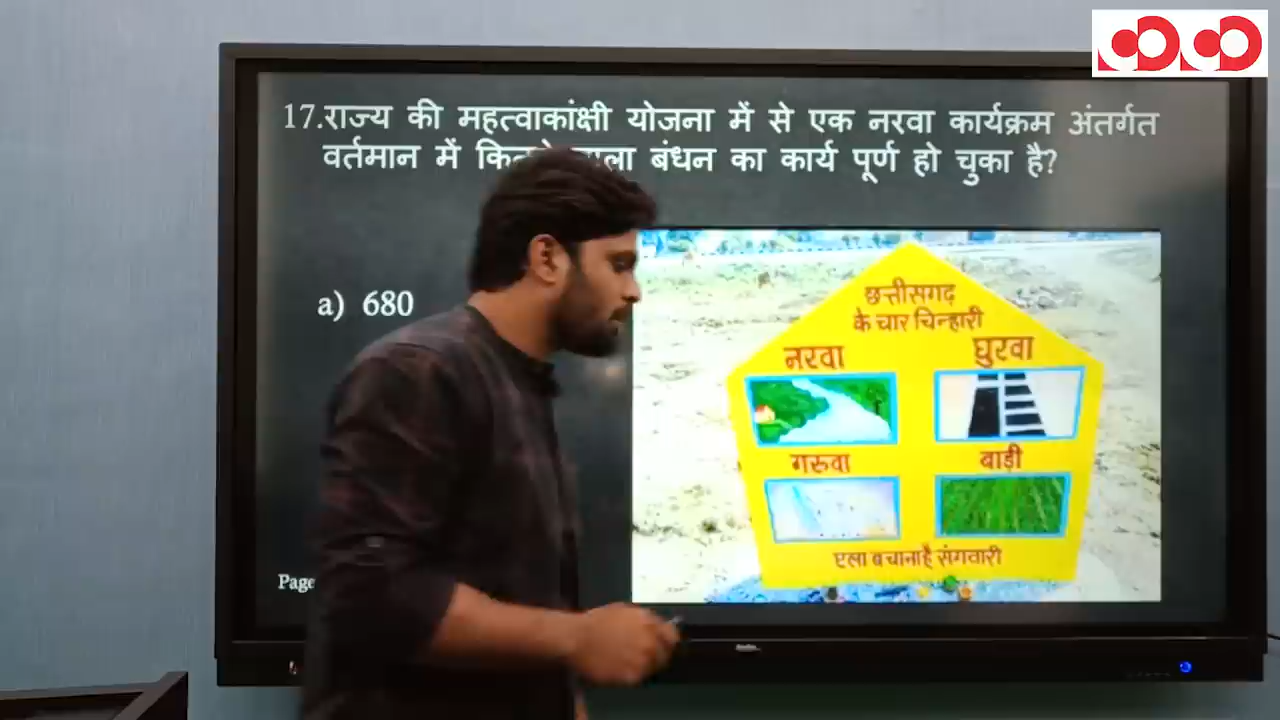 17.राज्य की महत्वाकांक्षी योजना में से एक नरवा कार्यक्रम अंतर्गत
वर्तमान में बंधन का कार्य पूर्ण हो चुका है?
a) 680
छत्तीसगढ़
के चार चिन्हारी
नरवा
घुरवा
गरुवा
बाड़ी
एला बचानाहै संगवारी
Page